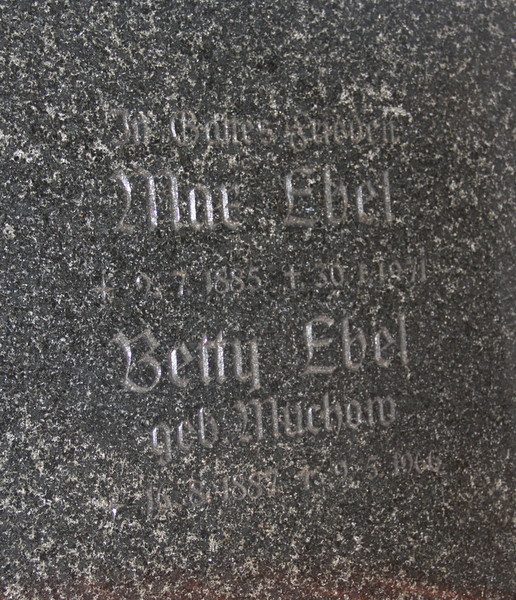 In Gottes Frieden
Max Ebel
* 9. 7. 1885 † 30. 1. 1971
Betty Ebel
geb Muchow
* 14. 8. 1887 † 9. 5. 1966